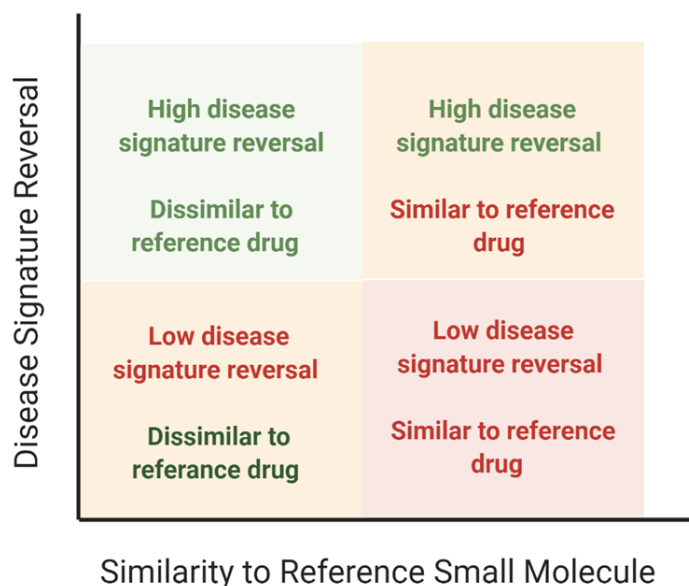 Disease Signature Reversal
High disease
signature reversal
Dissimilar to
reference drug
High disease
signature reversal
Similar to reference
drug
Low disease
signature reversal
Dissimilar to
referance drug
Low disease
signature reversal
Similar to reference
drug
Similarity to Reference Small Molecule